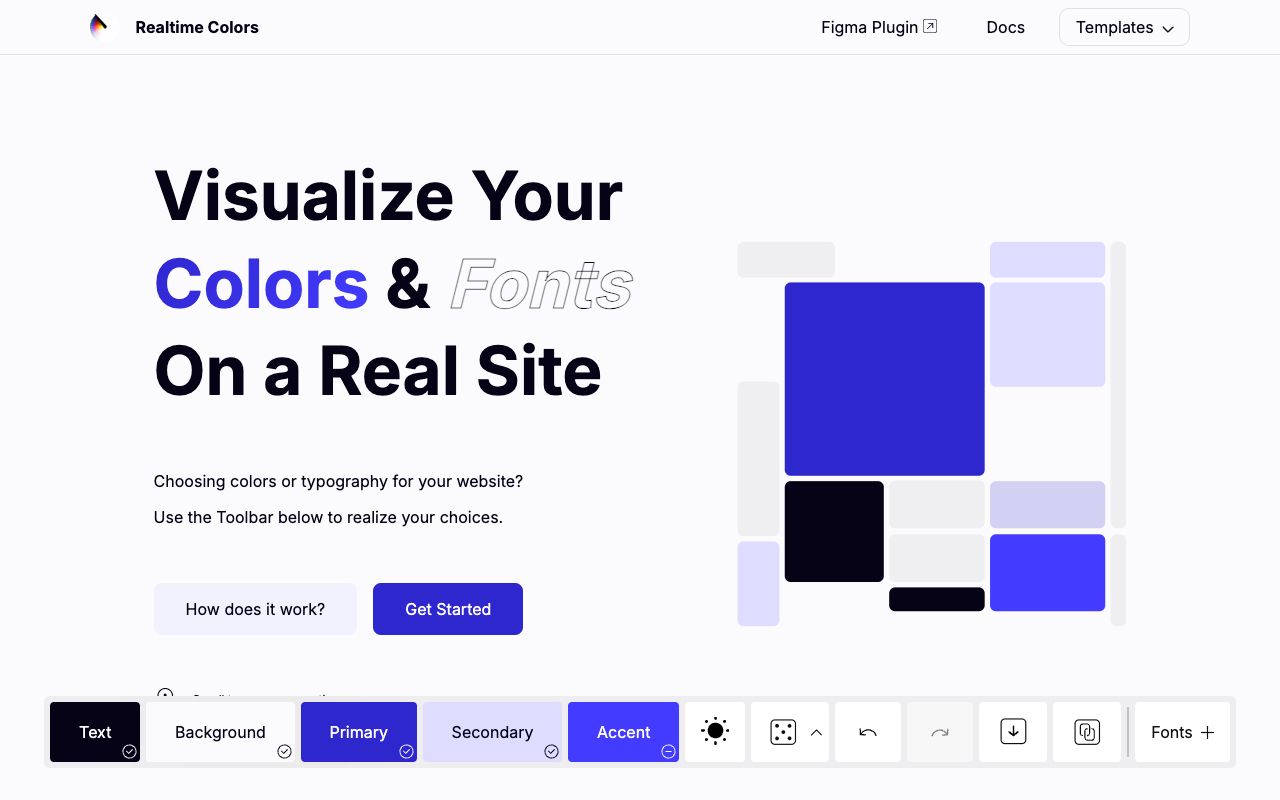 Realtime Colors
Figma Plugin
Docs
Templates
Visualize Your
Colors & Fonts
On a Real Site
Choosing colors or typography for your website?
Use the Toolbar below to realize your choices.
How does it work?
Get Started
Text
Background
Primary
Secondary
Accent
Fonts